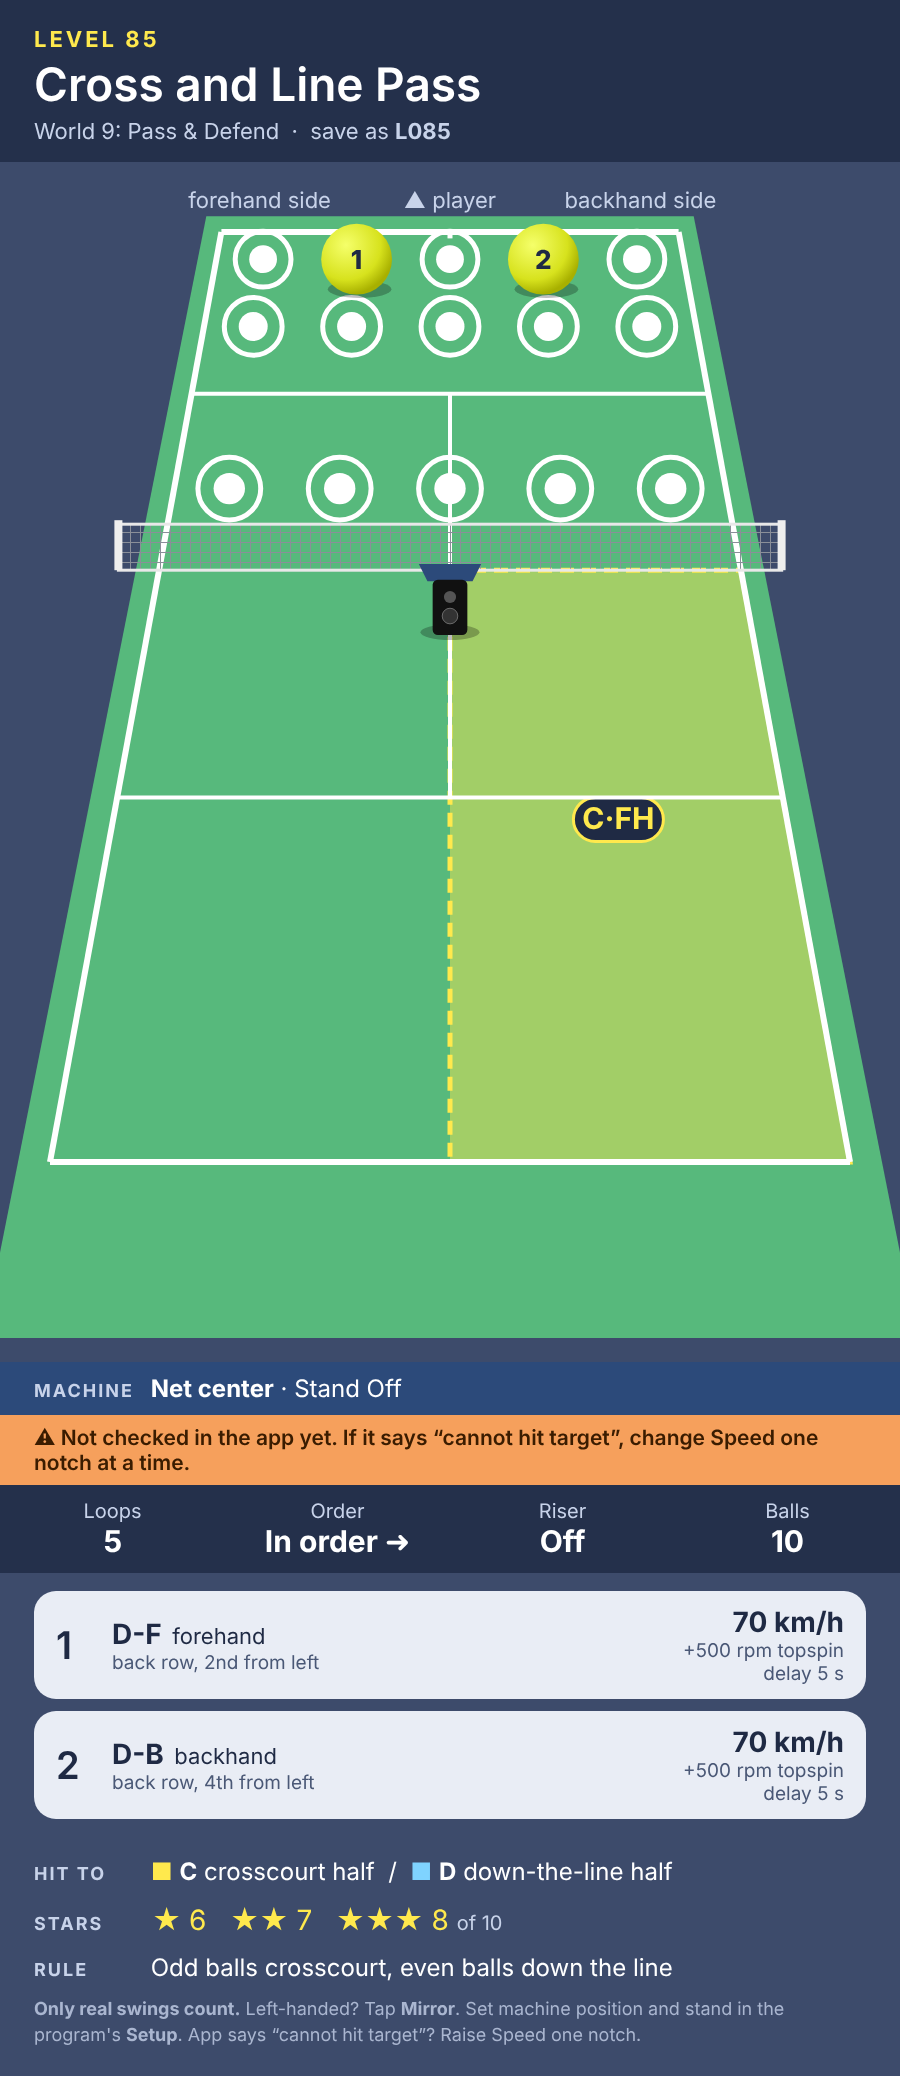 LEVEL 85
Cross and Line Pass
World 9: Pass & Defend · save as L085
forehand side ▲ player backhand side
1 2
C·FH
MACHINE Net center · Stand Off
⚠ Not checked in the app yet. If it says “cannot hit target”, change Speed one
notch at a time.
Loops Order Riser Balls
5 In order ➜ Off 10
1 D-F forehand
back row, 2nd from left
70 km/h
+500 rpm topspin
delay 5 s
2 D-B backhand
back row, 4th from left
70 km/h
+500 rpm topspin
delay 5 s
HIT TO C crosscourt half / D down-the-line half
STARS ★ 6 ★★ 7 ★★★ 8 of 10
RULE Odd balls crosscourt, even balls down the line
Only real swings count. Left-handed? Tap Mirror. Set machine position and stand in the
program's Setup. App says “cannot hit target”? Raise Speed one notch.